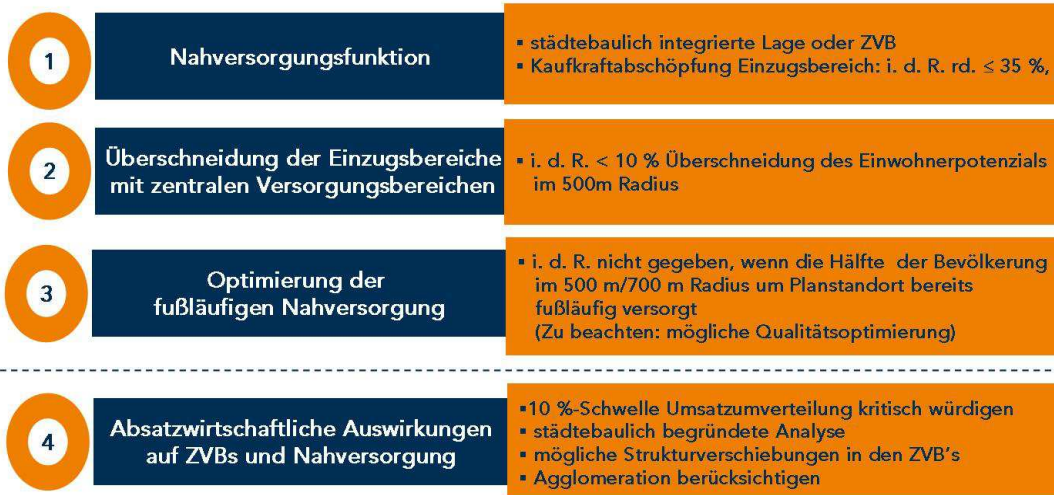 1
Nahversorgungsfunktion
▪ städtebaulich integrierte Lage oder ZVB
▪ Kaufkraftabschöpfung Einzugsbereich: i. d. R. rd. ≤ 35 %,
2
Überschneidung der Einzugsbereiche
mit zentralen Versorgungsbereichen
▪ i. d. R. < 10 % Überschneidung des Einwohnerpotenzials
im 500m Radius
3
Optimierung der
fußläufigen Nahversorgung
▪ i. d. R. nicht gegeben, wenn die Hälfte der Bevölkerung
im 500 m/700 m Radius um Planstandort bereits
fußläufig versorgt
(Zu beachten: mögliche Qualitätsoptimierung)
4
Absatzwirtschaftliche Auswirkungen
auf ZVBs und Nahversorgung
▪10 %-Schwelle Umsatzumverteilung kritisch würdigen
▪ städtebaulich begründete Analyse
▪ mögliche Strukturverschiebungen in den ZVB's
▪ Agglomeration berücksichtigen